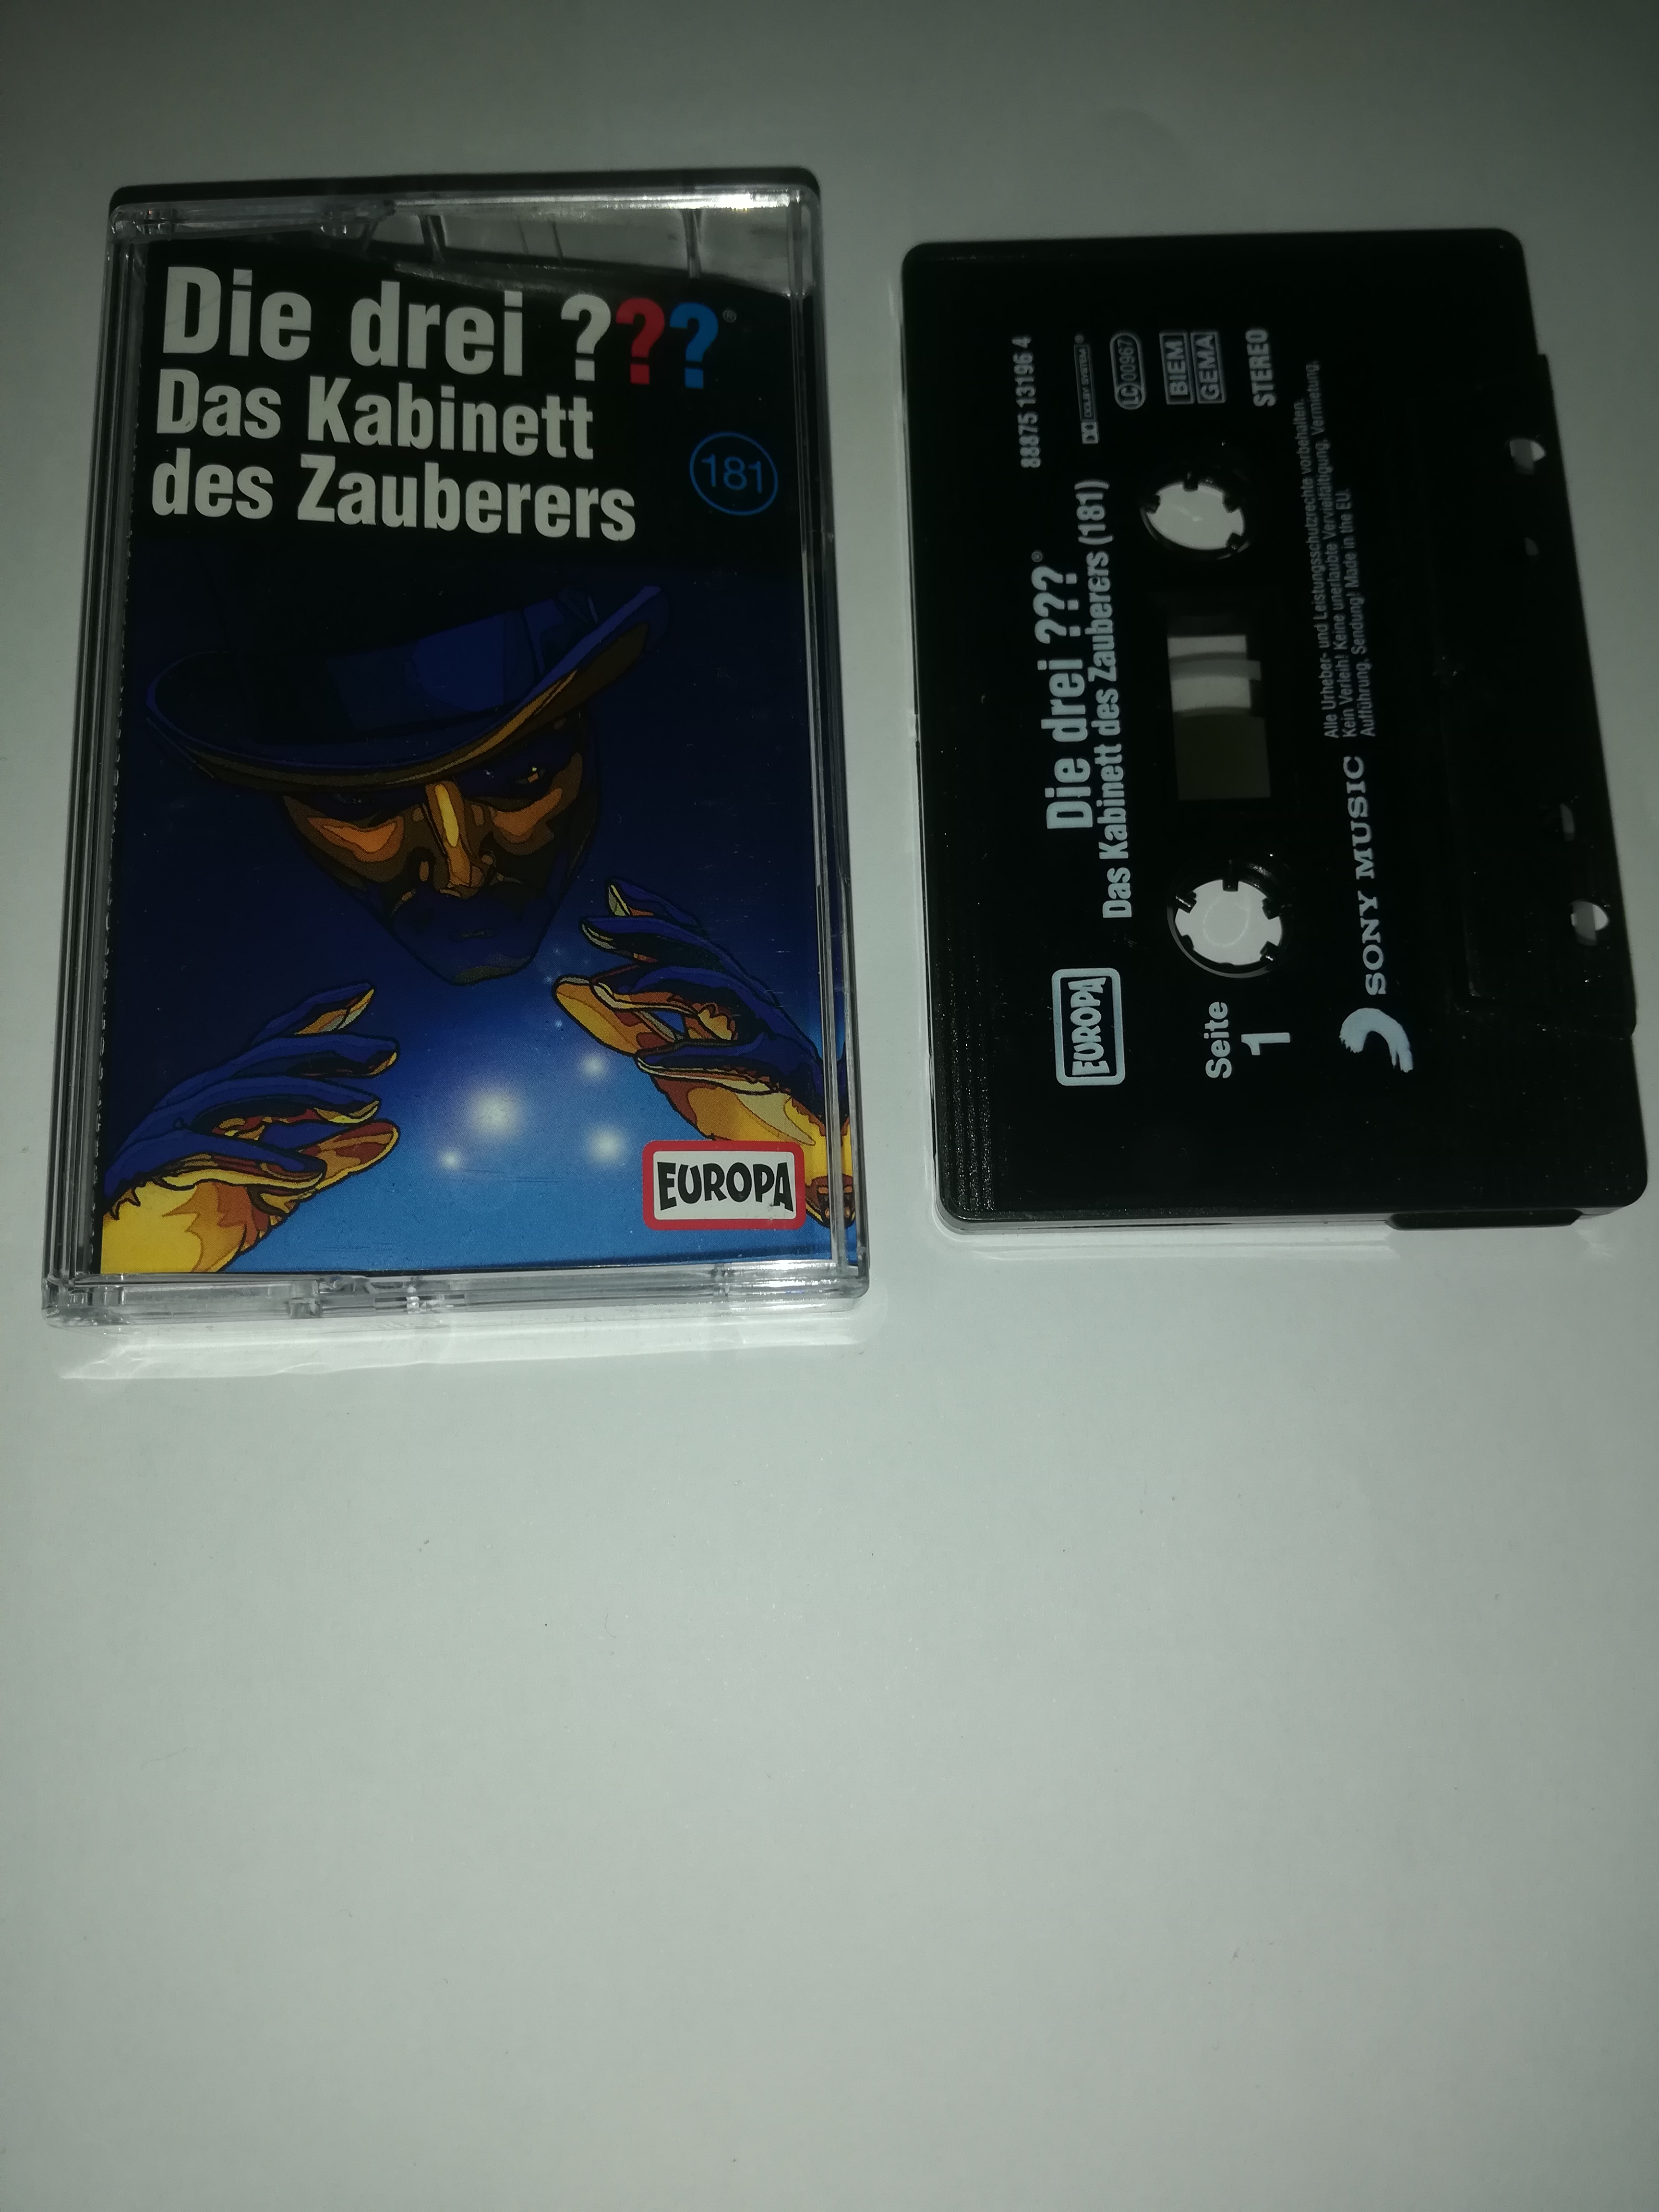 Die drei ???®
Das Kabinett
des Zauberers
181
EUROPA
88875 13196 4
DOLBY SYSTEM®
LC 00967
BIEM
GEMA
STEREO
Die drei ???®
Das Kabinett des Zauberers (181)
EUROPA
Seite
1
SONY MUSIC
Alle Urheber- und Leistungsschutzrechte vorbehalten.
Kein Verleih! Keine unerlaubte Vervielfältigung, Vermietung,
Aufführung, Sendung! Made in the EU.